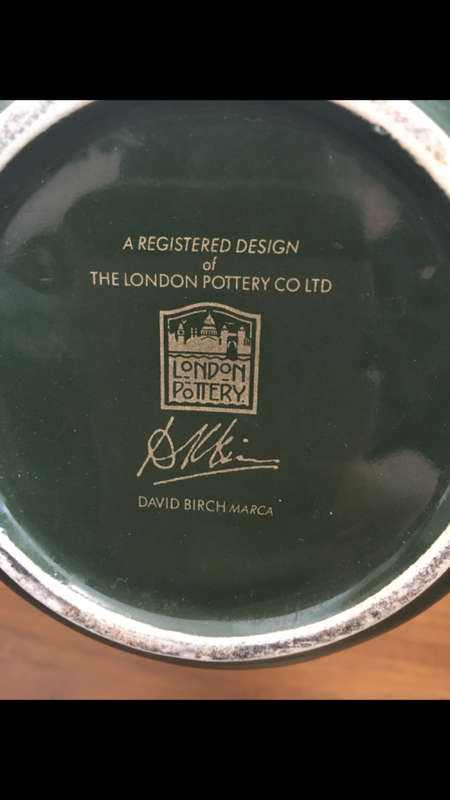 A REGISTERED DESIGN
of
THE LONDON POTTERY CO LTD
LONDON
POTTERY
DAVID BIRCH MARCA